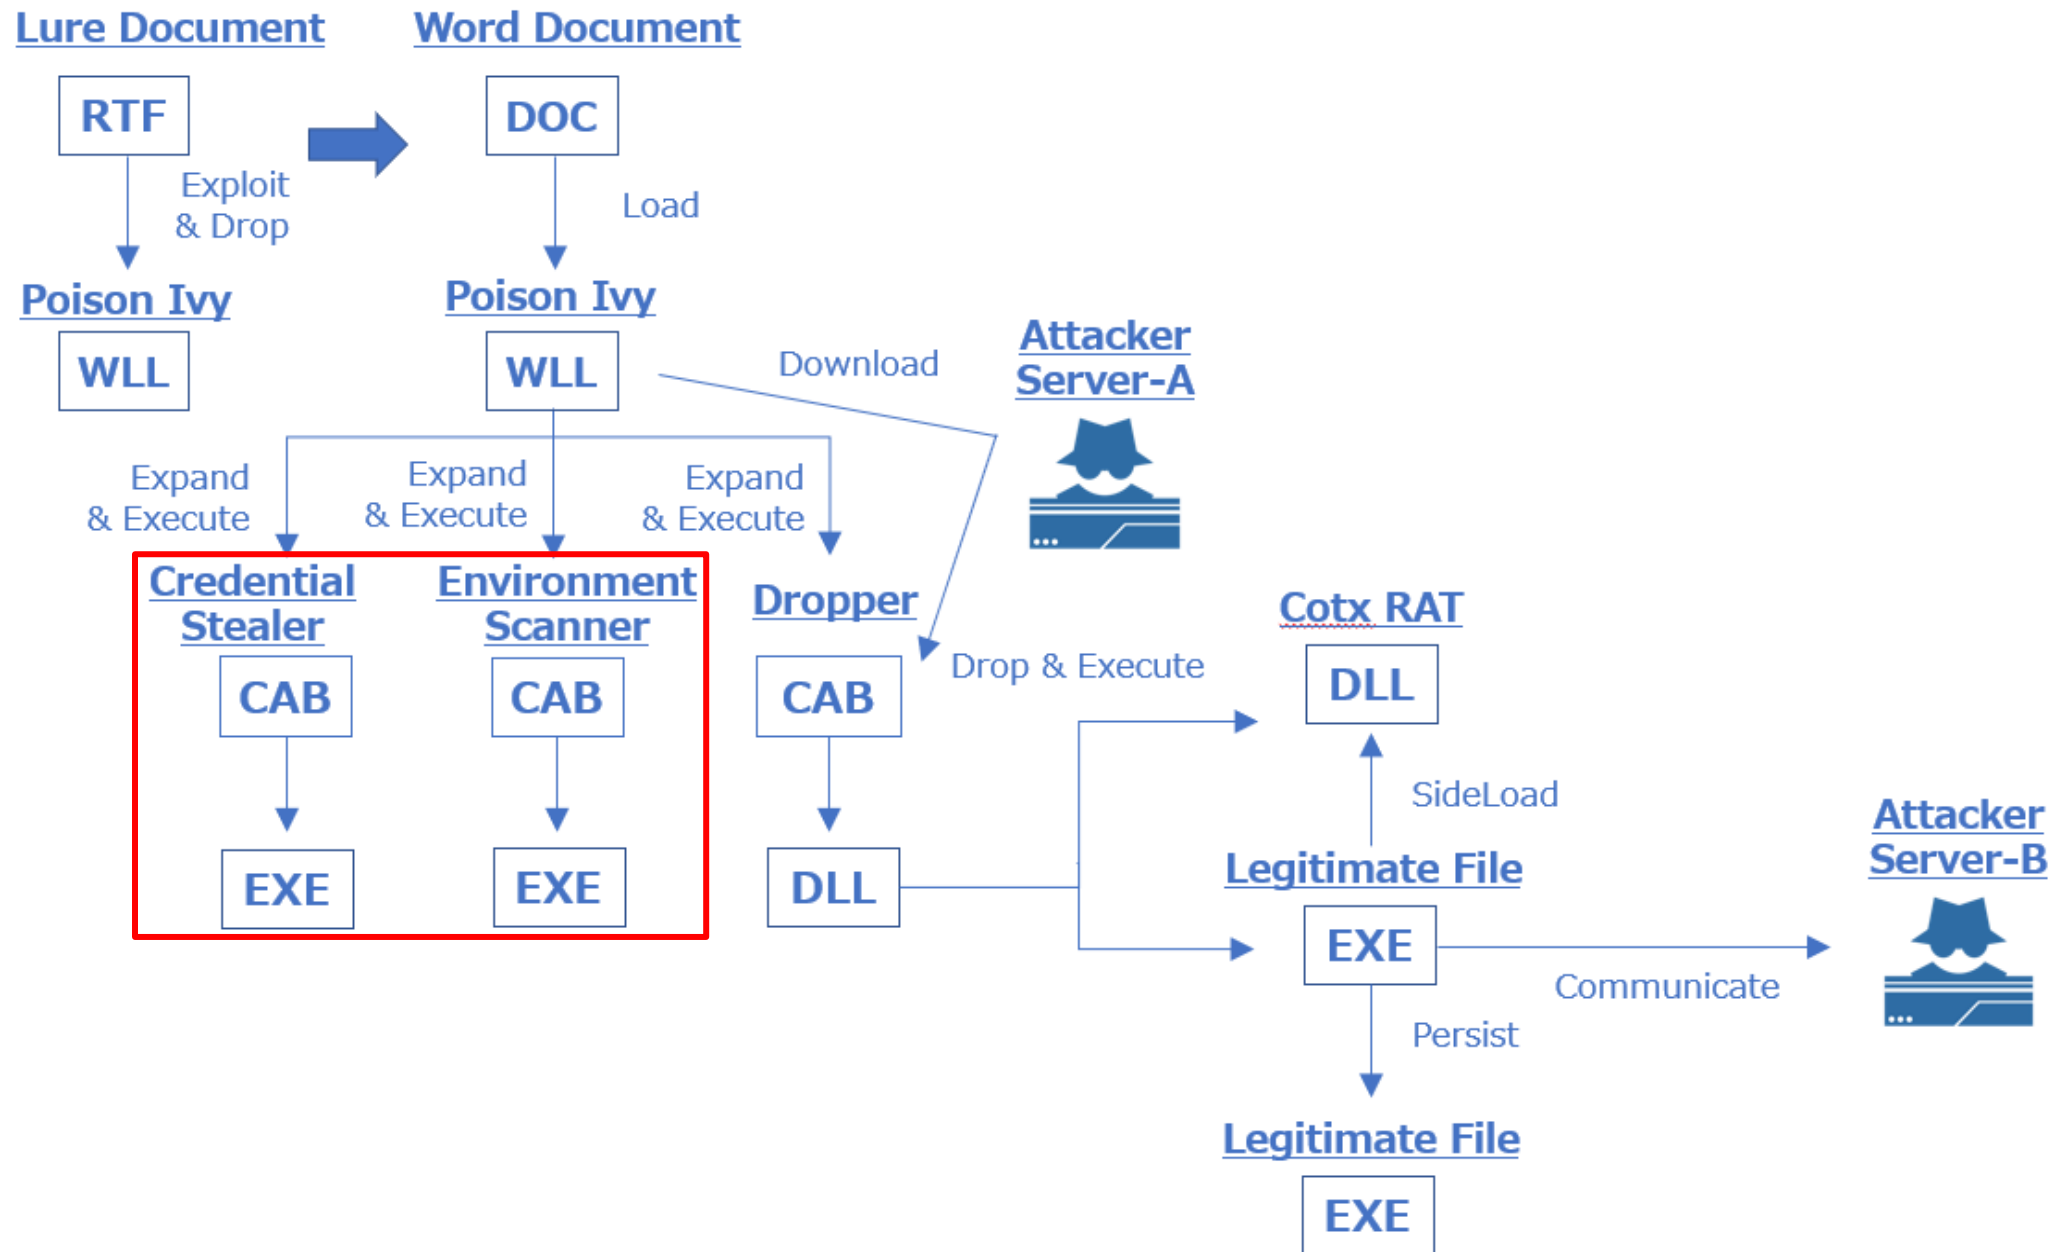 Lure Document
Word Document
RTF
DOC
Exploit
& Drop
Load
Poison Ivy
Poison Ivy
WLL
WLL
Download
Attacker
Server-A
Expand
& Execute
Expand
& Execute
Expand
& Execute
Credential
Stealer
Environment
Scanner
Dropper
Cotx RAT
CAB
CAB
CAB
Drop & Execute
DLL
SideLoad
EXE
EXE
DLL
Legitimate File
EXE
Attacker
Server-B
Communicate
Persist
Legitimate File
EXE